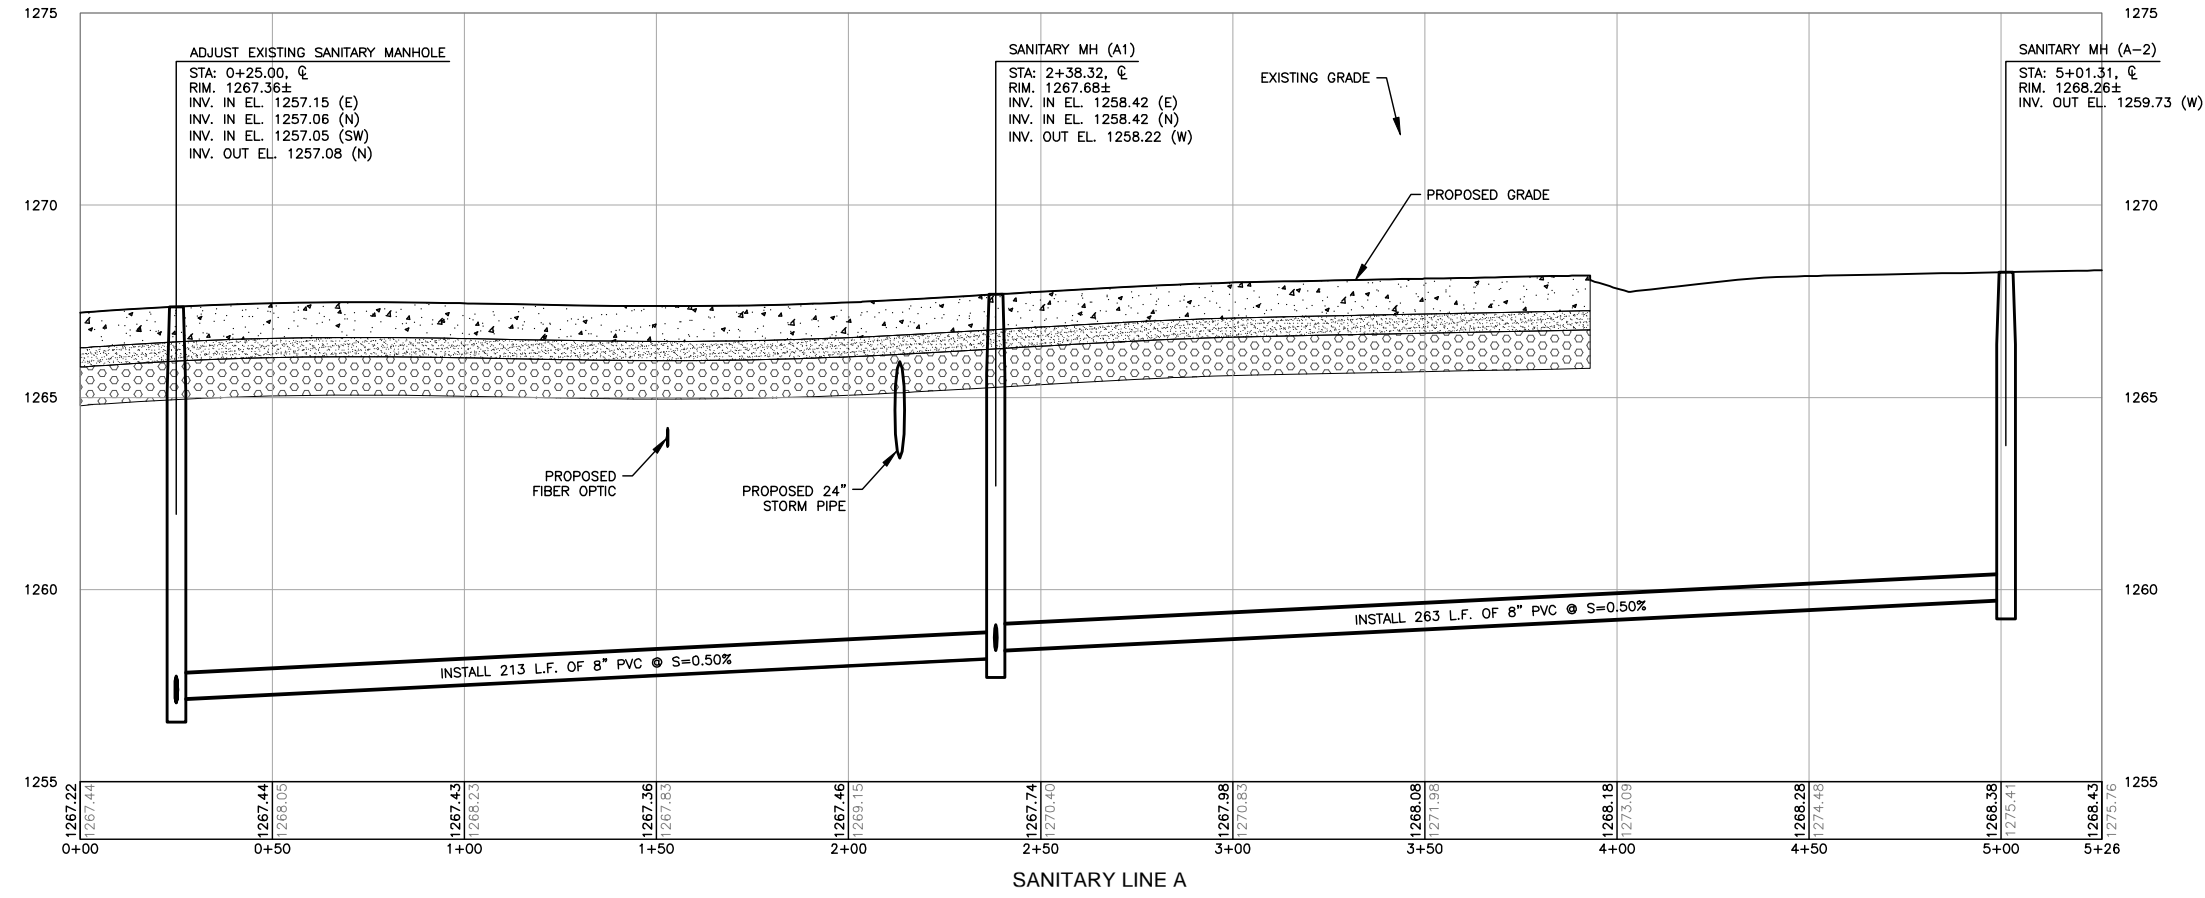 1275
1275
ADJUST EXISTING SANITARY MANHOLE
STA: 0+25.00, ℄
RIM. 1267.36±
INV. IN EL. 1257.15 (E)
INV. IN EL. 1257.06 (N)
INV. IN EL. 1257.05 (SW)
INV. OUT EL. 1257.08 (N)
SANITARY MH (A1)
STA: 2+38.32, ℄
RIM. 1267.68±
INV. IN EL. 1258.42 (E)
INV. IN EL. 1258.42 (N)
INV. OUT EL. 1258.22 (W)
EXISTING GRADE
SANITARY MH (A-2)
STA: 5+01.31, ℄
RIM. 1268.26±
INV. OUT EL. 1259.73 (W)
PROPOSED GRADE
1270
1270
1265
1265
PROPOSED
FIBER OPTIC
PROPOSED 24"
STORM PIPE
1260
1260
INSTALL 213 L.F. OF 8" PVC @ S=0.50%
INSTALL 263 L.F. OF 8" PVC @ S=0.50%
1255
1255
1267.22
1267.44
1267.44
1268.05
1267.43
1268.23
1267.36
1267.83
1267.46
1269.15
1267.74
1270.40
1267.98
1270.83
1268.08
1271.98
1268.18
1273.09
1268.28
1274.48
1268.38
1275.41
1268.43
1275.76
0+00
0+50
1+00
1+50
2+00
2+50
3+00
3+50
4+00
4+50
5+00
5+26
SANITARY LINE A